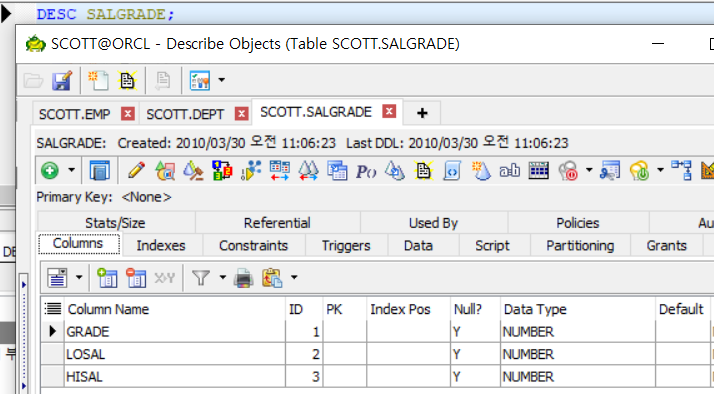 DESC SALGRADE;
SCOTT@ORCL - Describe Objects (Table SCOTT.SALGRADE)
SCOTT.EMP SCOTT.DEPT SCOTT.SALGRADE
SALGRADE: Created: 2010/03/30 오전 11:06:23 Last DDL: 2010/03/30 오전 11:06:23
Primary Key: <None>
Stats/Size Referential Used By Policies Au
Columns Indexes Constraints Triggers Data Script Partitioning Grants
Column Name ID PK Index Pos Null? Data Type Default
GRADE 1 Y NUMBER
LOSAL 2 Y NUMBER
HISAL 3 Y NUMBER